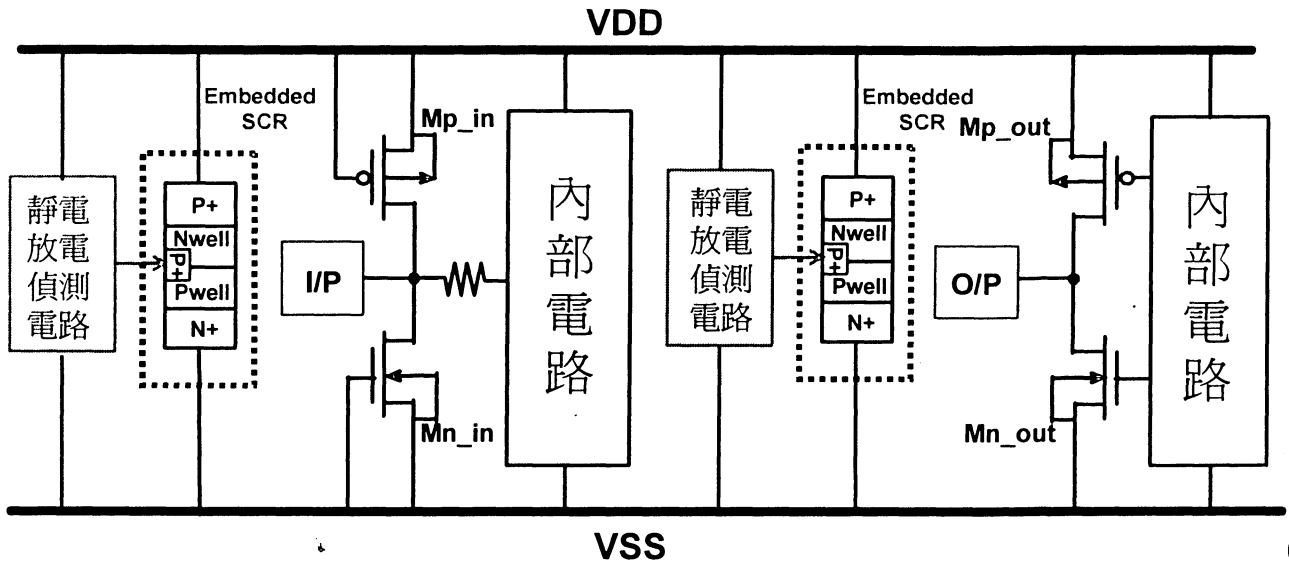 VDD
Embedded
SCR
靜電
放電
偵測
電路
P+
Nwell
P+
Pwell
N+
Mp_in
I/P
Mn_in
內
部
電
路
Embedded
SCR
靜電
放電
偵測
電路
P+
Nwell
P+
Pwell
N+
Mp_out
O/P
Mn_out
內
部
電
路
VSS